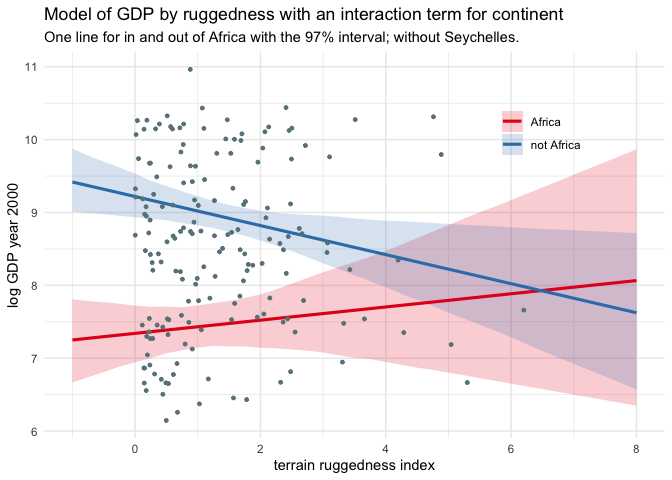 Model of GDP by ruggedness with an interaction term for continent
One line for in and out of Africa with the 97% interval; without Seychelles.
log GDP year 2000
11
10
9
8
7
6
Africa
not Africa
0
2
4
6
8
terrain ruggedness index